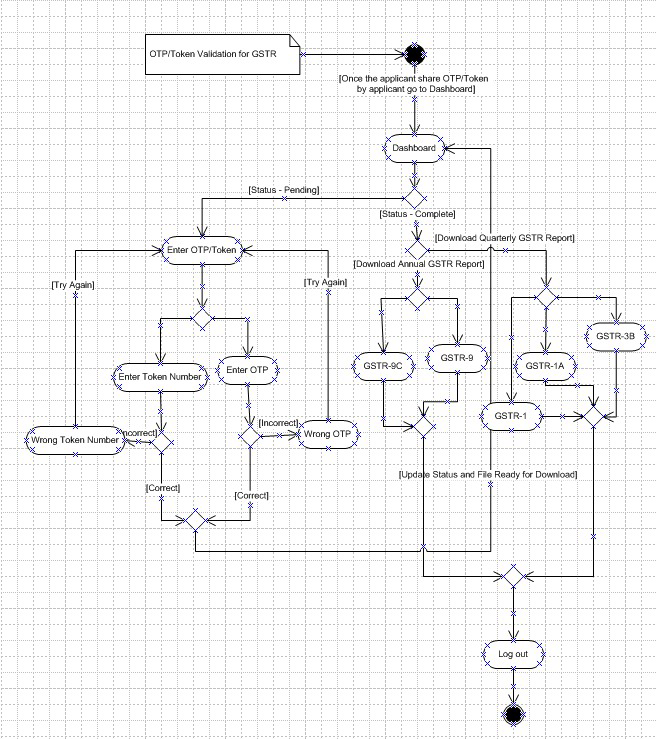 OTP/Token Validation for GSTR
[Once the applicant share OTP/Token
by applicant go to Dashboard]
Dashboard
[Status - Pending]
[Status - Complete]
[Download Quarterly GSTR Report]
Enter OTP/Token
[Download Annual GSTR Report]
[Try Again]
[Try Again]
GSTR-3B
GSTR-9
GSTR-9C
GSTR-1A
Enter Token Number
Enter OTP
GSTR-1
[Incorrect]
Wrong Token Number
ncorrect]
Wrong OTP
[Update Status and File Ready for Download]
[Correct]
[Correct]
Log out